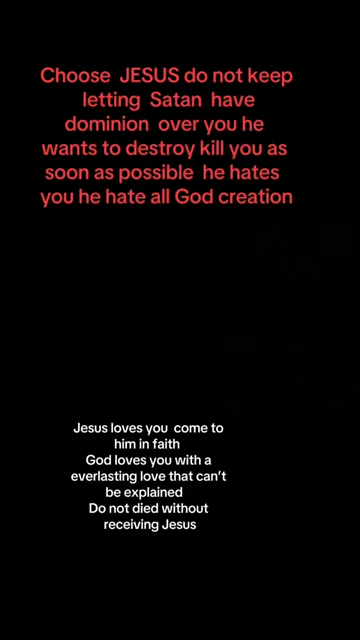 Choose JESUS do not keep
letting Satan have
dominion over you he
wants to destroy kill you as
soon as possible he hates
you he hate all God creation
Jesus loves you come to
him in faith
God loves you with a
everlasting love that can't
be explained
Do not died without
receiving Jesus